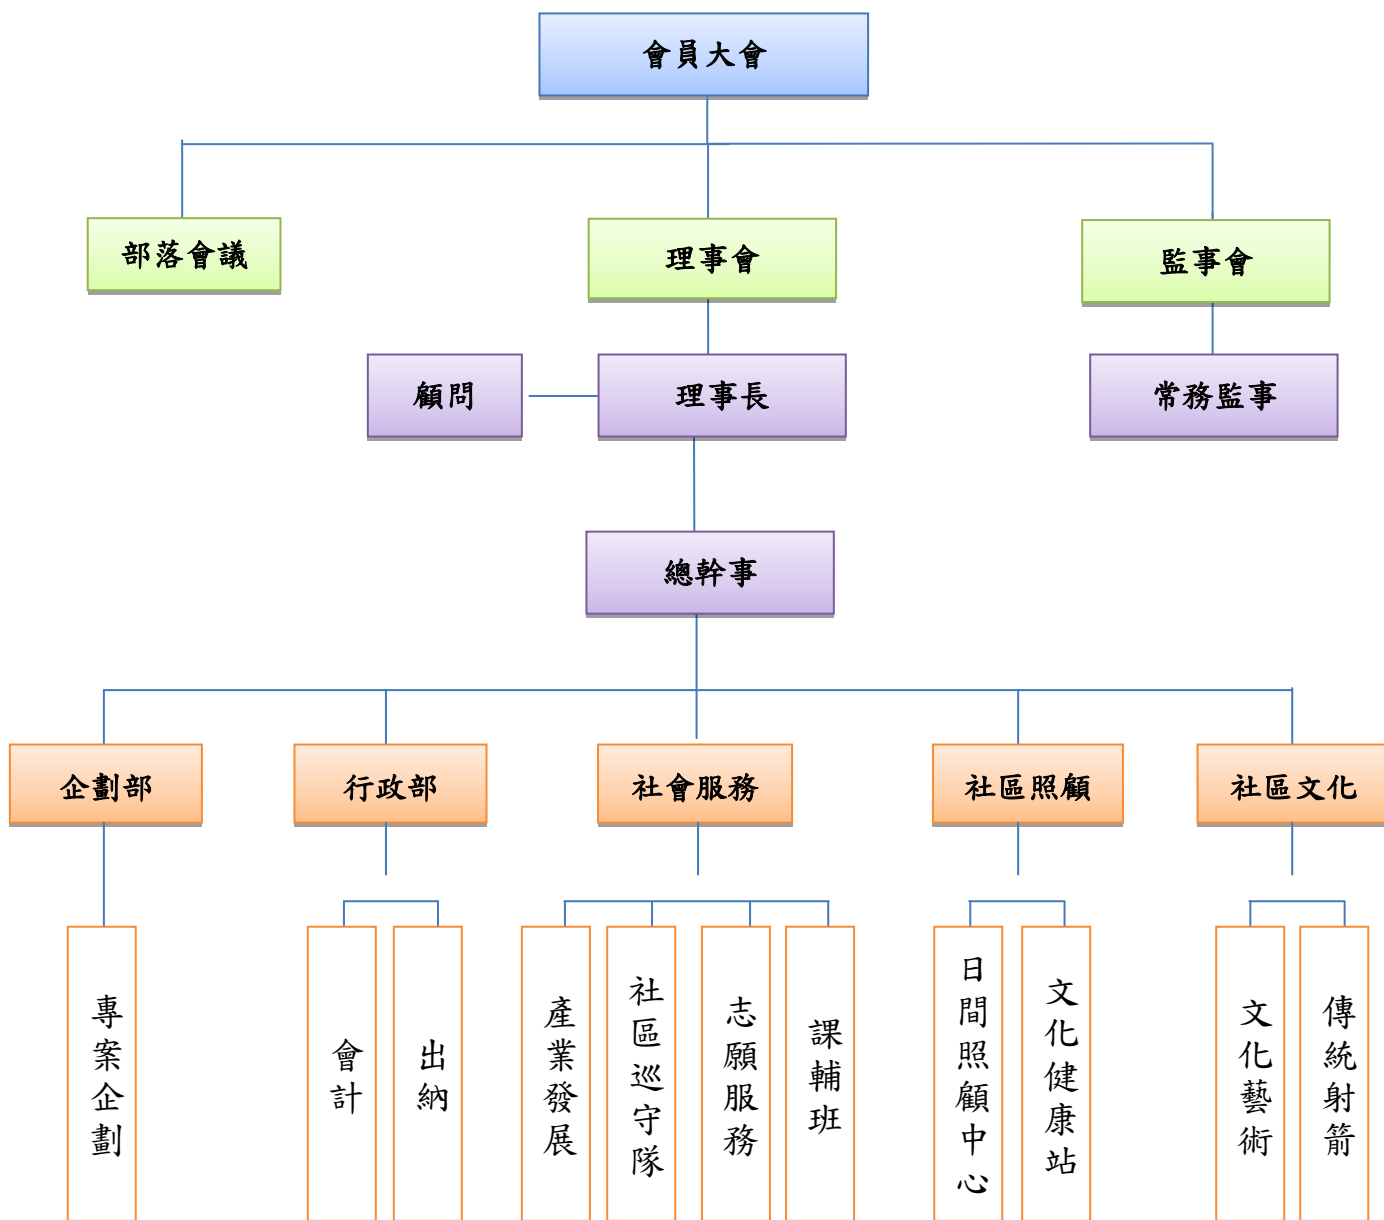 會員大會
部落會議
理事會
監事會
顧問
理事長
常務監事
總幹事
企劃部
行政部
社會服務
社區照顧
社區文化
專案企劃
會計
出納
產業發展
社區巡守隊
志願服務
課輔班
日間照顧中心
文化健康站
文化藝術
傳統射箭